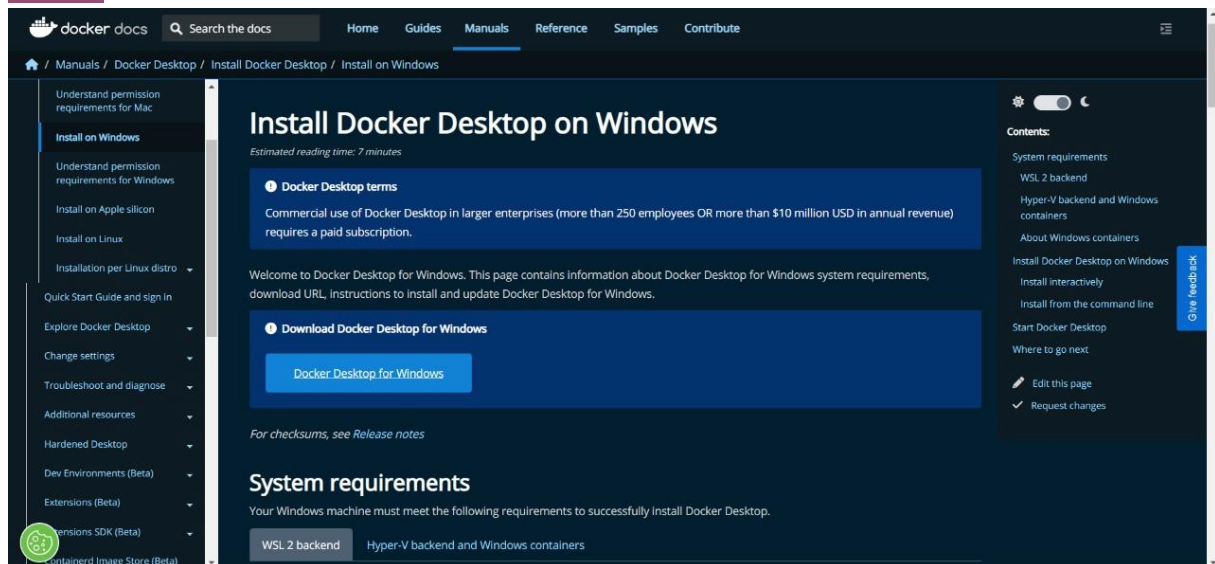 docker docs
Search the docs
Home
Guides
Manuals
Reference
Samples
Contribute
/ Manuals / Docker Desktop / Install Docker Desktop / Install on Windows
Understand permission
requirements for Mac
Install on Windows
Understand permission
requirements for Windows
Install on Apple silicon
Install on Linux
Installation per Linux distro
Quick Start Guide and sign in
Explore Docker Desktop
Change settings
Troubleshoot and diagnose
Additional resources
Hardened Desktop
Dev Environments (Beta)
Extensions (Beta)
SDK (Beta)
Containerd Image Store (Beta)
Install Docker Desktop on Windows
Estimated reading time: 7 minutes
Docker Desktop terms
Commercial use of Docker Desktop in larger enterprises (more than 250 employees OR more than $10 million USD in annual revenue)
requires a paid subscription.
Welcome to Docker Desktop for Windows. This page contains information about Docker Desktop for Windows system requirements,
download URL, instructions to install and update Docker Desktop for Windows.
Download Docker Desktop for Windows
Docker Desktop for Windows
For checksums, see Release notes
System requirements
Your Windows machine must meet the following requirements to successfully install Docker Desktop.
WSL 2 backend
Hyper-V backend and Windows containers
Contents:
System requirements
WSL 2 backend
Hyper-V backend and Windows
containers
About Windows containers
Install Docker Desktop on Windows
Install interactively
Install from the command line
Start Docker Desktop
Where to go next
Edit this page
Request changes
Give feedback